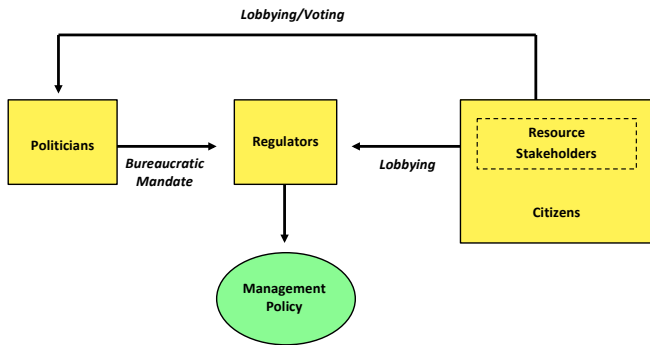 Lobbying/Voting
Politicians
Bureaucratic
Mandate
Regulators
Lobbying
Resource
Stakeholders
Citizens
Management
Policy